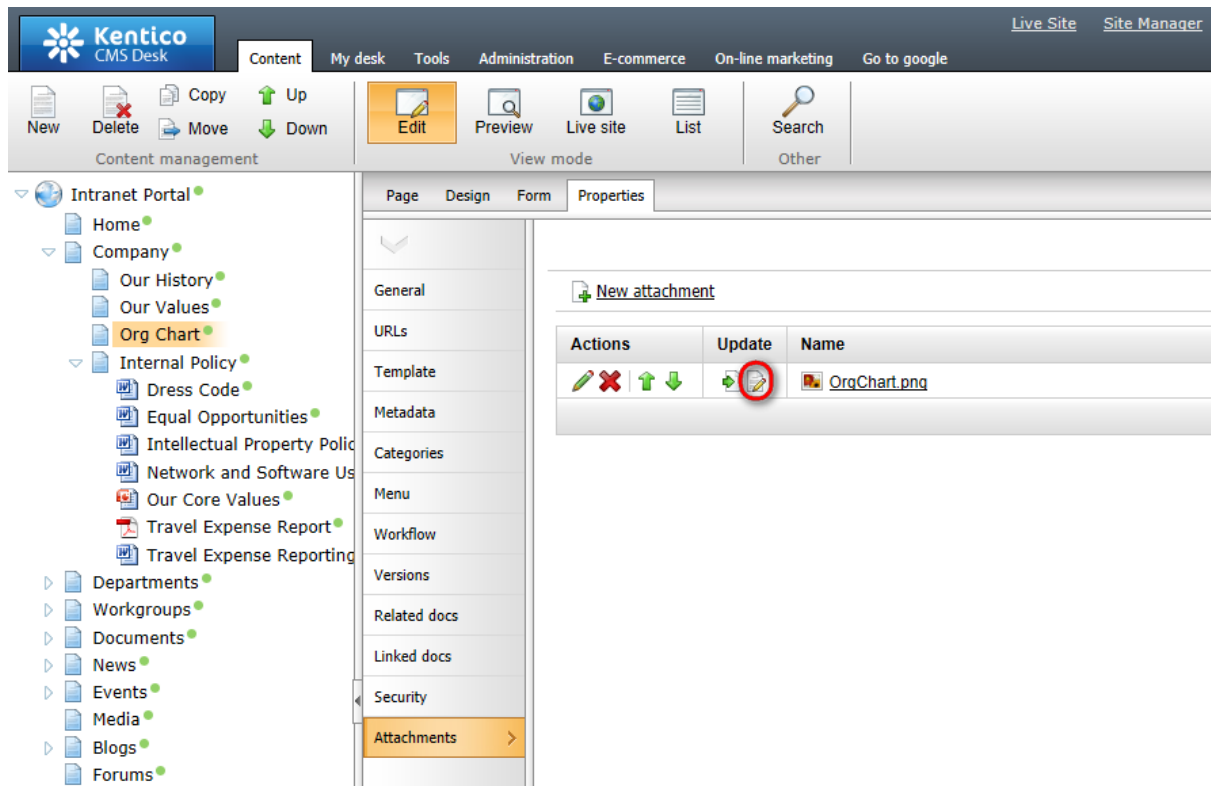 Live Site Site Manager
Kentico
CMS Desk
Content My desk Tools Administration E-commerce On-line marketing Go to google
New Delete Copy Move Up Down
Content management
Edit Preview Live site List
View mode
Search
Other
Intranet Portal
Home
Company
Our History
Our Values
Org Chart
Internal Policy
Dress Code
Equal Opportunities
Intellectual Property Polic
Network and Software Us
Our Core Values
Travel Expense Report
Travel Expense Reporting
Departments
Workgroups
Documents
News
Events
Media
Blogs
Forums
Page Design Form Properties
General
URLs
Template
Metadata
Categories
Menu
Workflow
Versions
Related docs
Linked docs
Security
Attachments
New attachment
Actions Update Name
OrgChart.png